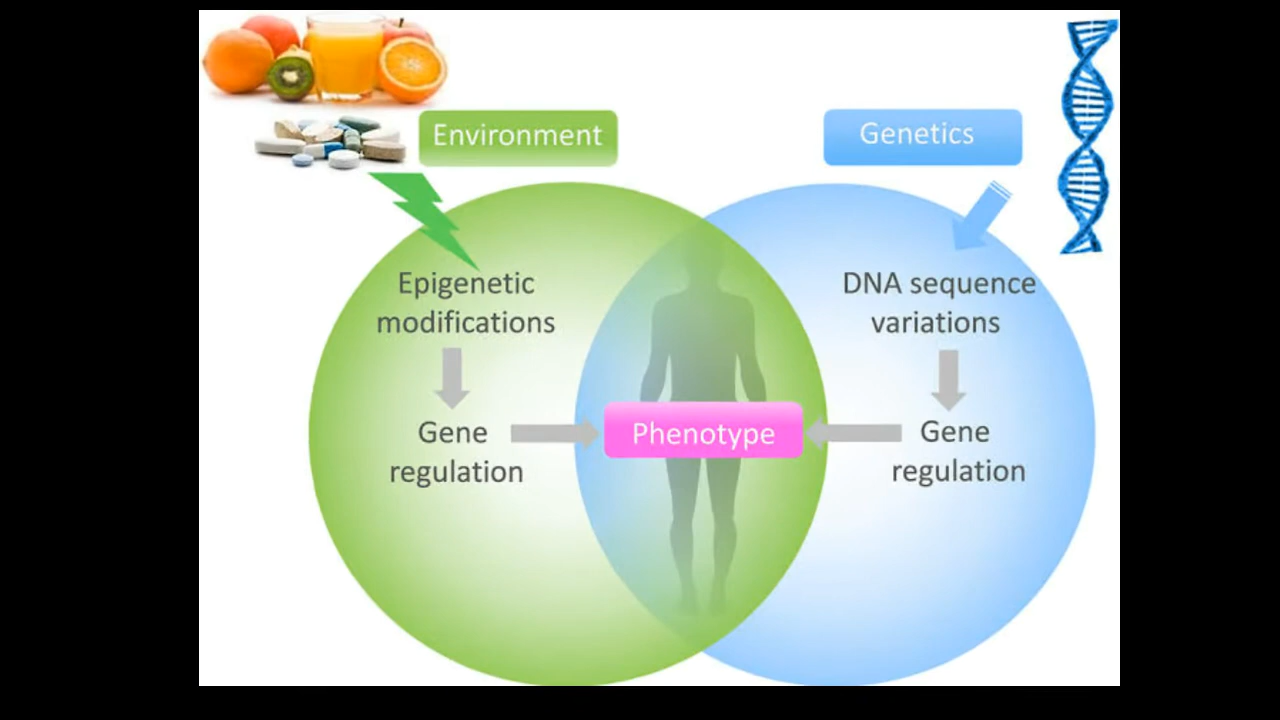 Environment
Genetics
Epigenetic
modifications
DNA sequence
variations
Gene
regulation
Phenotype
Gene
regulation